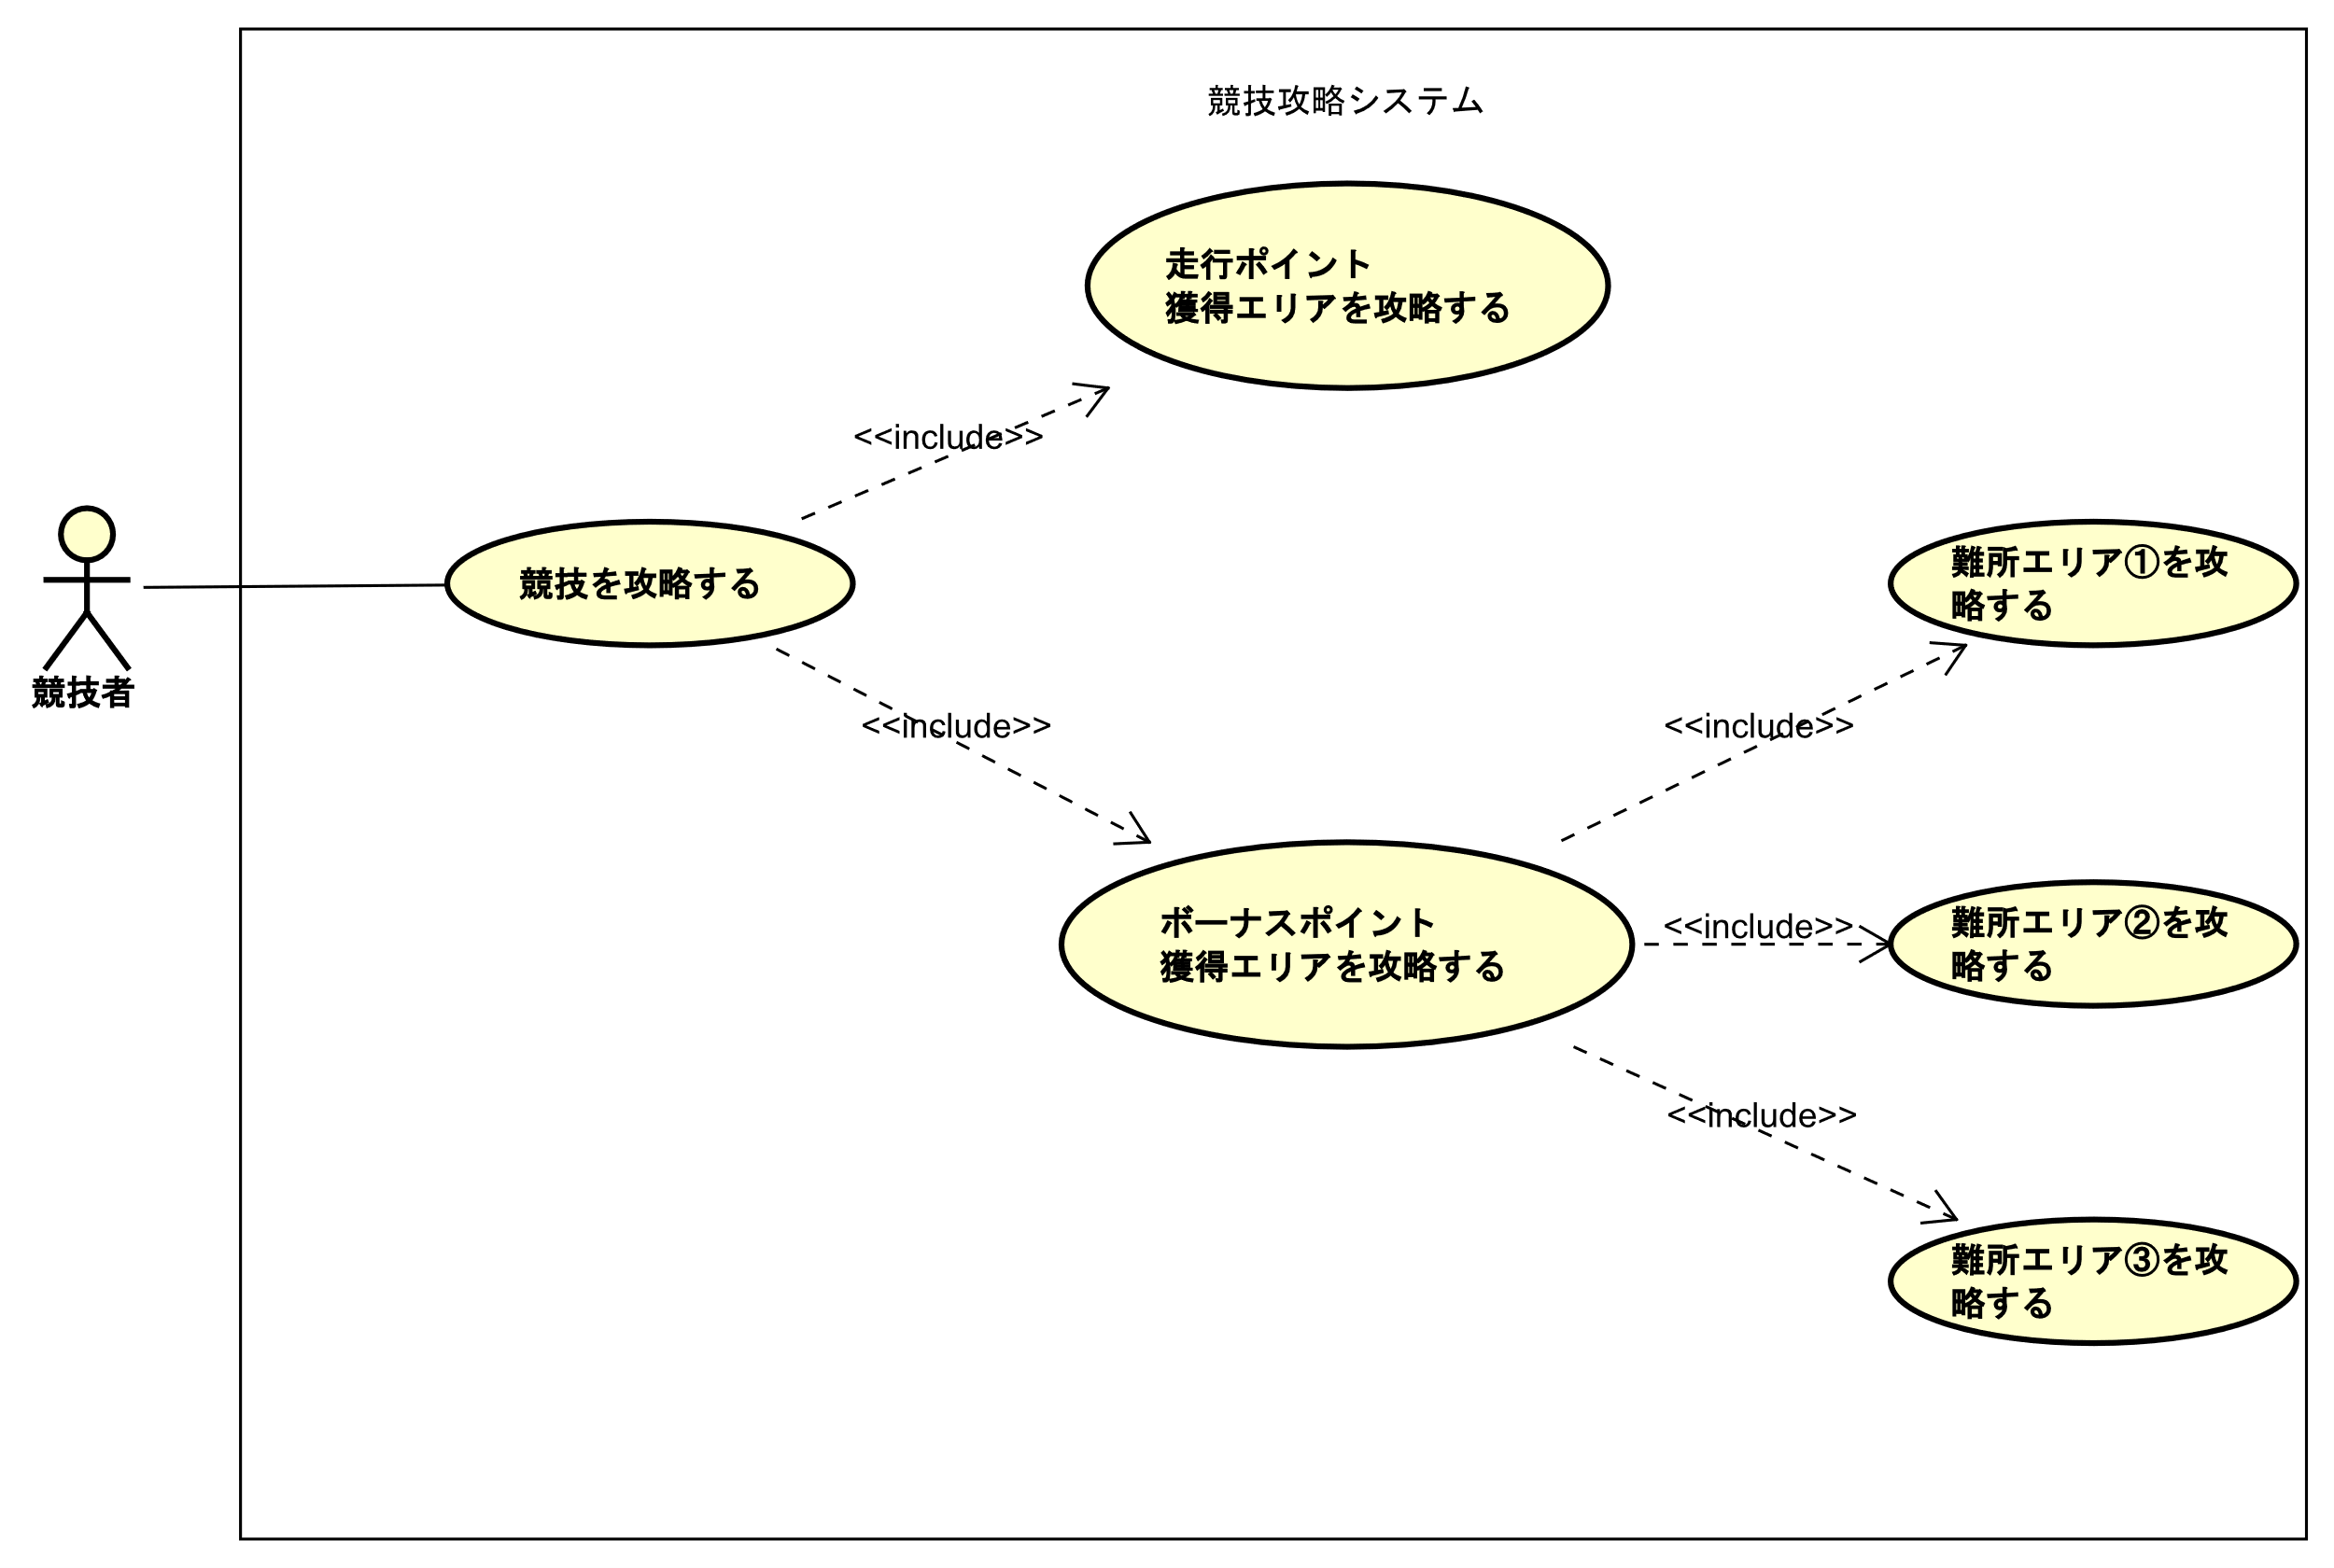 競技攻略システム
走行ポイント
獲得エリアを攻略する
<<include>>
競技を攻略する
競技者
<<include>>
ボーナスポイント
獲得エリアを攻略する
<<include>>
難所エリア①を攻
略する
<<include>>
難所エリア②を攻
略する
<<include>>
難所エリア③を攻
略する